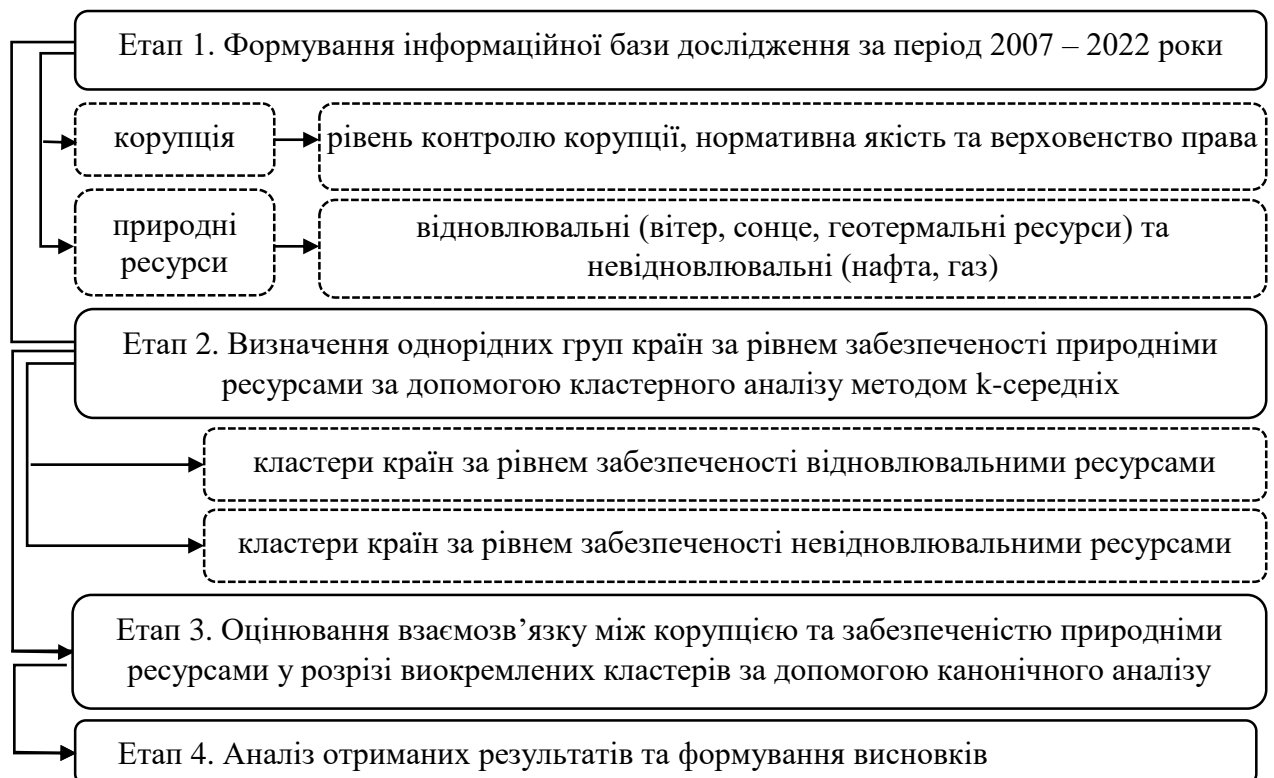 Етап 1. Формування інформаційної бази дослідження за період 2007 – 2022 роки
корупція
рівень контролю корупції, нормативна якість та верховенство права
природні
ресурси
відновлювальні (вітер, сонце, геотермальні ресурси) та
невідновлювальні (нафта, газ)
Етап 2. Визначення однорідних груп країн за рівнем забезпеченості природніми
ресурсами за допомогою кластерного аналізу методом k-середніх
кластери країн за рівнем забезпеченості відновлювальними ресурсами
кластери країн за рівнем забезпеченості невідновлювальними ресурсами
Етап 3. Оцінювання взаємозв’язку між корупцією та забезпеченістю природніми
ресурсами у розрізі виокремлених кластерів за допомогою канонічного аналізу
Етап 4. Аналіз отриманих результатів та формування висновків